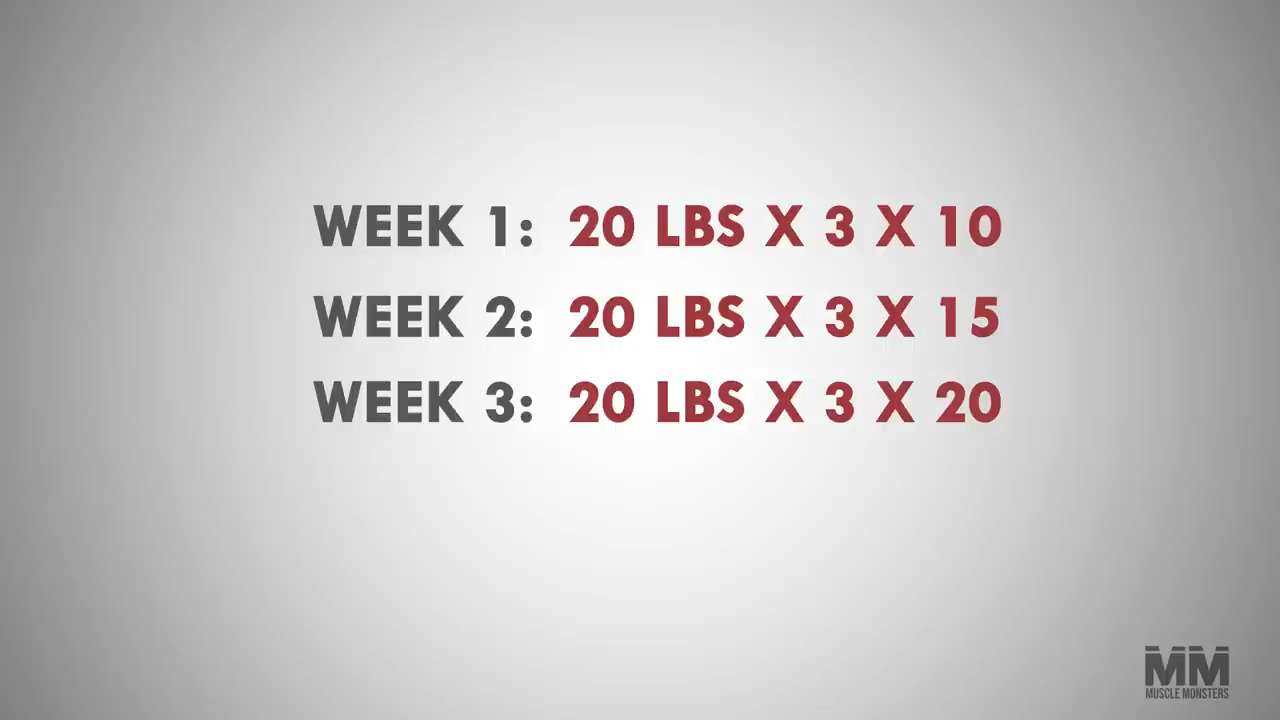 WEEK 1: 20 LBS X 3 X 10
WEEK 2: 20 LBS X 3 X 15
WEEK 3: 20 LBS X 3 X 20
MM
MUSCLE MONSTERS